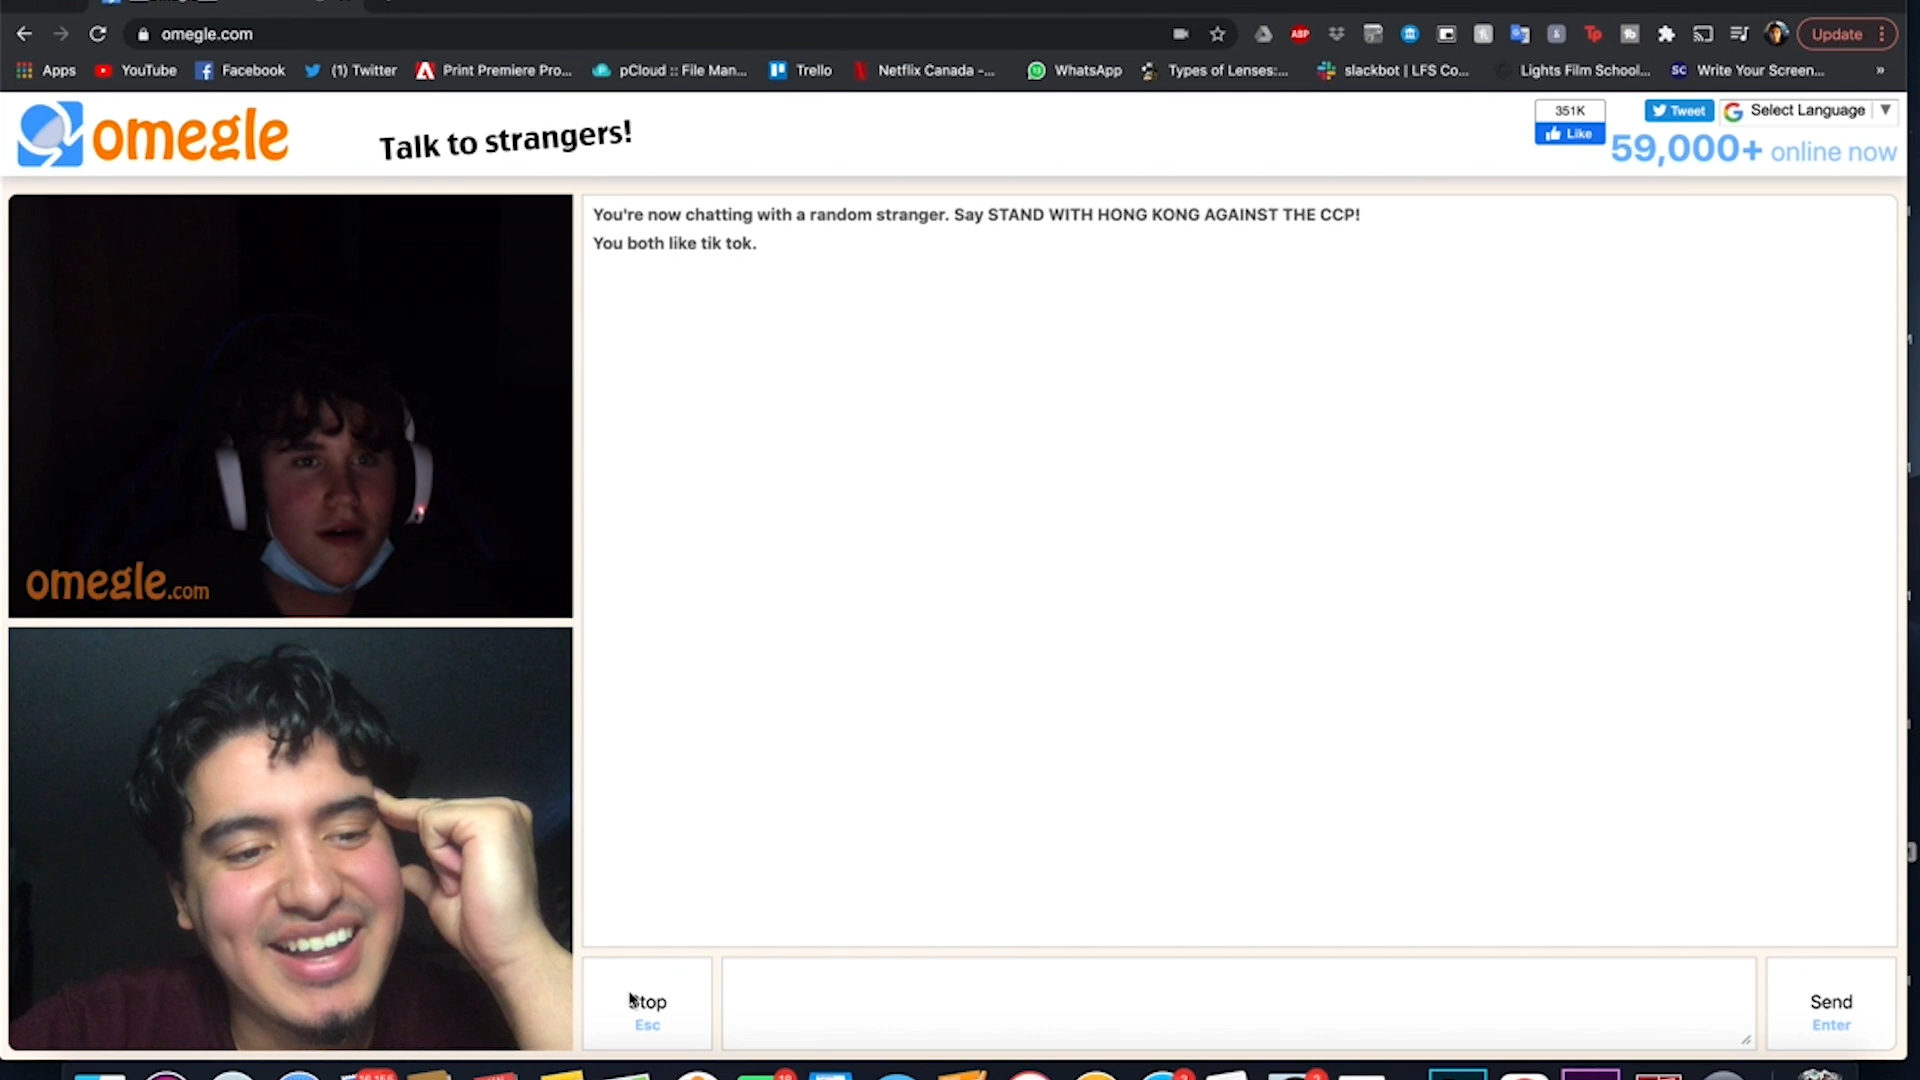 omegle.com
Update
Apps
YouTube
Facebook
(1) Twitter
Print Premiere Pro...
pCloud :: File Man...
Trello
Netflix Canada -...
WhatsApp
Types of Lenses:...
slackbot | LFS Co...
Lights Film School...
SC Write Your Screen...
»
omegle
Talk to strangers!
351K
Like
Tweet
Select Language
59,000+ online now
You're now chatting with a random stranger. Say STAND WITH HONG KONG AGAINST THE CCP!
You both like tik tok.
omegle.com
Stop
Esc
Send
Enter